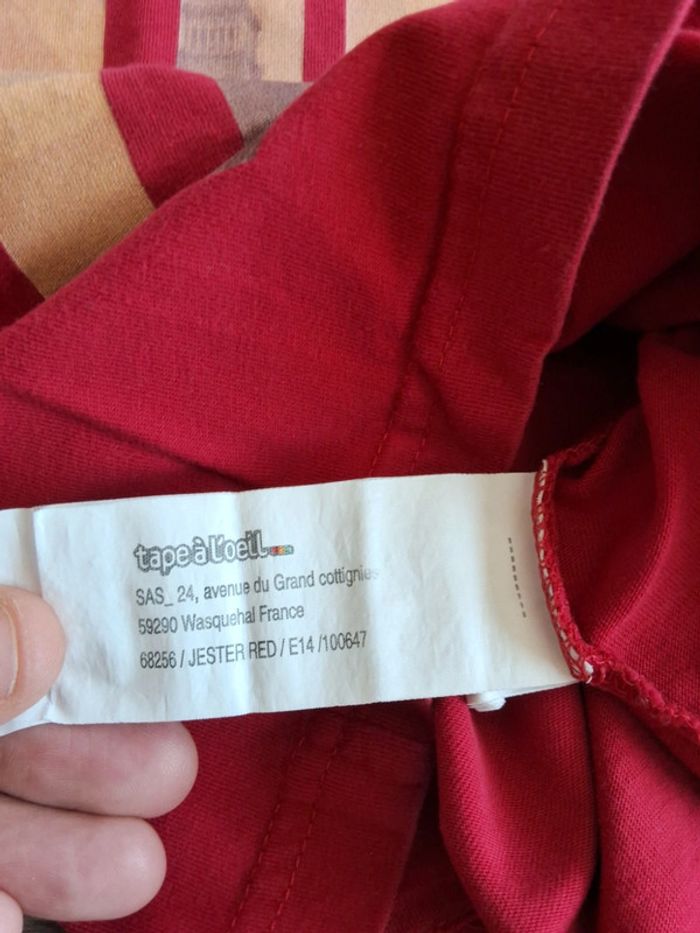 tape à l'oeil
SAS_ 24, avenue du Grand cottignies
59290 Wasquehal France
68256 / JESTER RED / E14 /100647